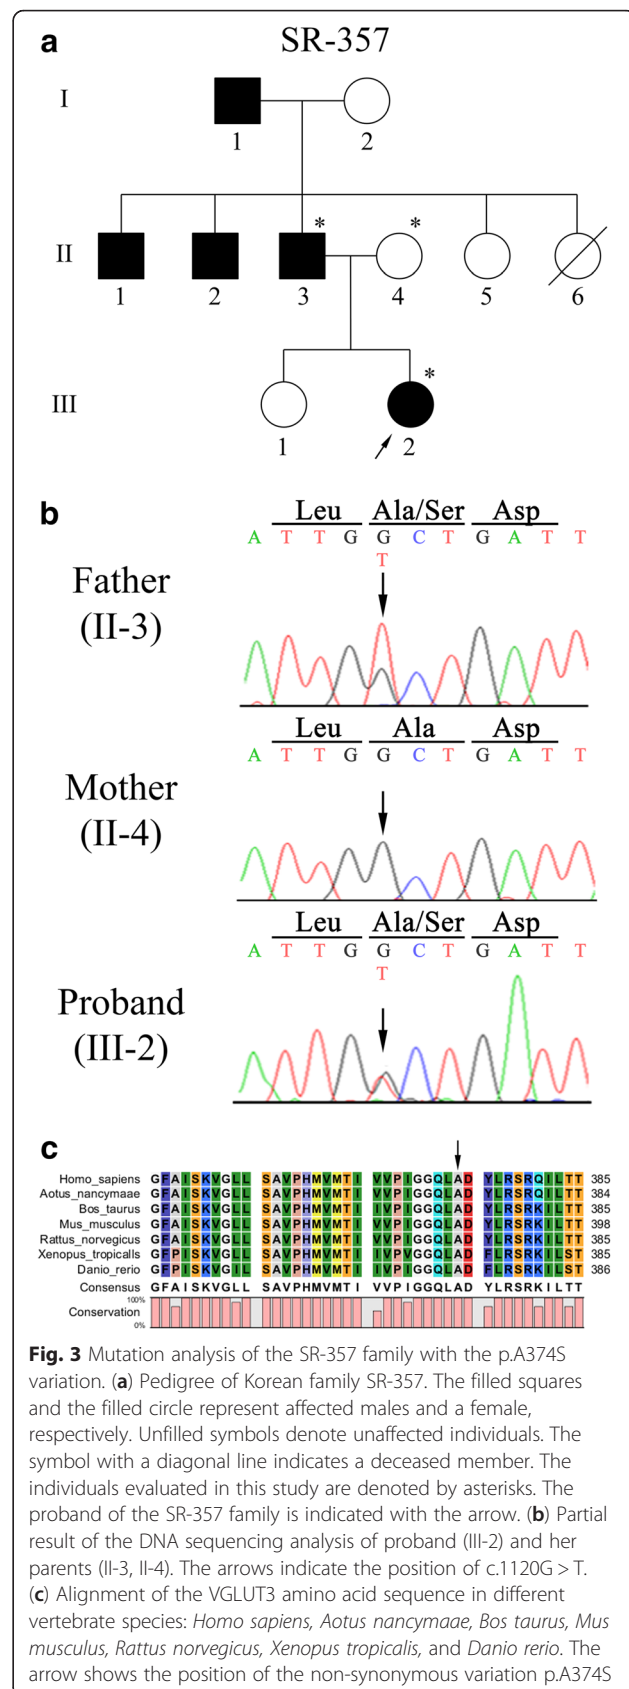 a
SR-357
I
1
2
* *
II
1 2 3 4 5 6
*
III
1 2
b
Leu Ala/Ser Asp
A T T G G C T G A T T
T
Father
(II-3)
Leu Ala Asp
A T T G G C T G A T T
Mother
(II-4)
Leu Ala/Ser Asp
A T T G G C T G A T T
T
Proband
(III-2)
c
Homo_sapiens GFAISKVGLL SAVPHMVMTI VVPIGGQLAD YLRSRQILTT 385
Aotus_nancymaae GFAISKVGLL SAVPHMVMTI VVPIGGQLAD YLRSRQILTT 384
Bos_taurus GFAISKVGLL SAVPHMVMTI VVPIGGQLAD YLRSRKILTT 385
Mus_musculus GFAISKVGLL SAVPHMVMTI VVPIGGQLAD YLRSRKILTT 398
Rattus_norvegicus GFAISKVGLL SAVPHMVMTI VVPIGGQLAD YLRSRKILTT 385
Xenopus_tropicalls GFPISKVGLL SAVPHMVMTI IVPVGGQLAD YLRSRKILST 385
Danio_rerio GFPISKVGIL SAVPHMVMTI IVPIGGQLAD FLRSRKILST 386
Consensus GFAISKVGLL SAVPHMVMTI VVPIGGQLAD YLRSRKILTT
100%
Conservation
0%
Fig. 3 Mutation analysis of the SR-357 family with the p.A374S
variation. (a) Pedigree of Korean family SR-357. The filled squares
and the filled circle represent affected males and a female,
respectively. Unfilled symbols denote unaffected individuals. The
symbol with a diagonal line indicates a deceased member. The
individuals evaluated in this study are denoted by asterisks. The
proband of the SR-357 family is indicated with the arrow. (b) Partial
result of the DNA sequencing analysis of proband (III-2) and her
parents (II-3, II-4). The arrows indicate the position of c.1120G > T.
(c) Alignment of the VGLUT3 amino acid sequence in different
vertebrate species: Homo sapiens, Aotus nancymaae, Bos taurus, Mus
musculus, Rattus norvegicus, Xenopus tropicalis, and Danio rerio. The
arrow shows the position of the non-synonymous variation p.A374S